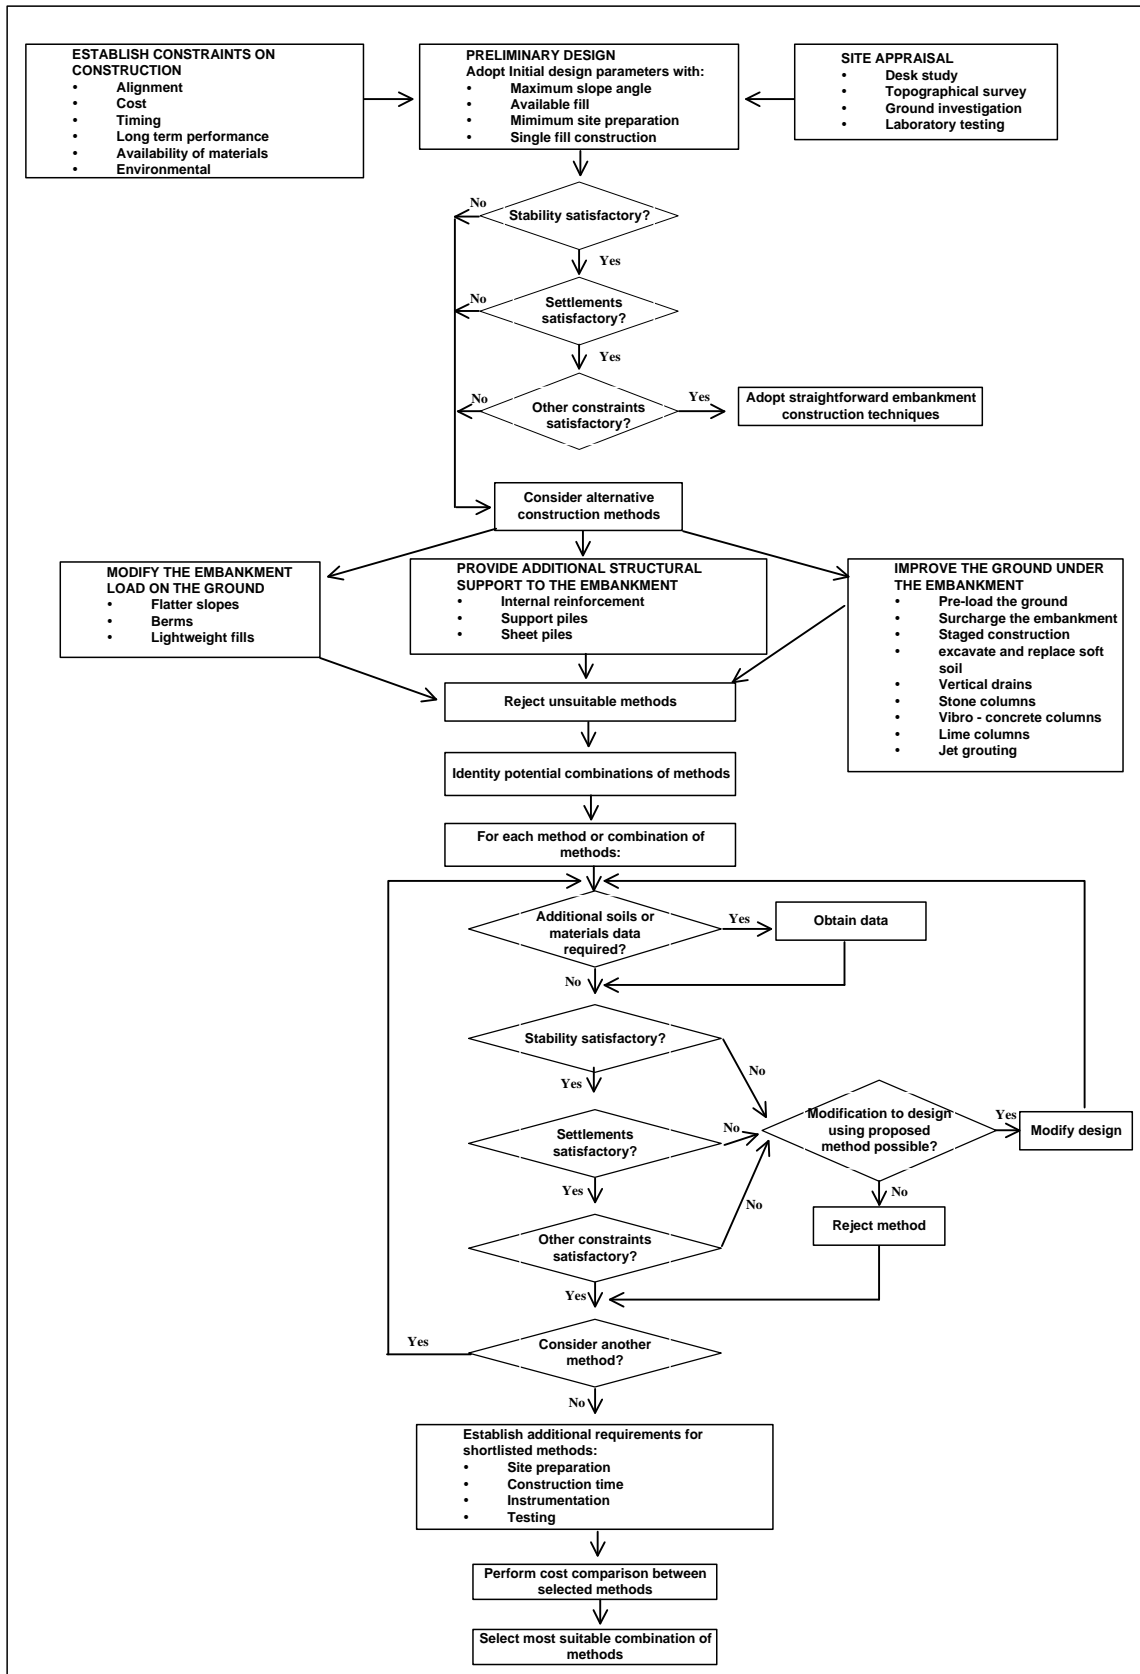 ESTABLISH CONSTRAINTS ON
CONSTRUCTION
• Alignment
• Cost
• Timing
• Long term performance
• Availability of materials
• Environmental
PRELIMINARY DESIGN
Adopt Initial design parameters with:
• Maximum slope angle
• Available fill
• Mimimum site preparation
• Single fill construction
SITE APPRAISAL
• Desk study
• Topographical survey
• Ground investigation
• Laboratory testing
No
Stability satisfactory?
Yes
No
Settlements
satisfactory?
Yes
No
Other constraints
satisfactory?
Yes
Adopt straightforward embankment
construction techniques
Consider alternative
construction methods
MODIFY THE EMBANKMENT
LOAD ON THE GROUND
• Flatter slopes
• Berms
• Lightweight fills
PROVIDE ADDITIONAL STRUCTURAL
SUPPORT TO THE EMBANKMENT
• Internal reinforcement
• Support piles
• Sheet piles
IMPROVE THE GROUND UNDER
THE EMBANKMENT
• Pre-load the ground
• Surcharge the embankment
• Staged construction
• excavate and replace soft
soil
• Vertical drains
• Stone columns
• Vibro - concrete columns
• Lime columns
• Jet grouting
Reject unsuitable methods
Identity potential combinations of methods
For each method or combination of
methods:
Additional soils or
materials data
required?
Yes
Obtain data
No
Stability satisfactory?
No
Yes
Settlements
satisfactory?
No
Modification to design
using proposed
method possible?
Yes
Modify design
Yes
No
No
Reject method
Other constraints
satisfactory?
Yes
Yes
Consider another
method?
No
Establish additional requirements for
shortlisted methods:
• Site preparation
• Construction time
• Instrumentation
• Testing
Perform cost comparison between
selected methods
Select most suitable combination of
methods